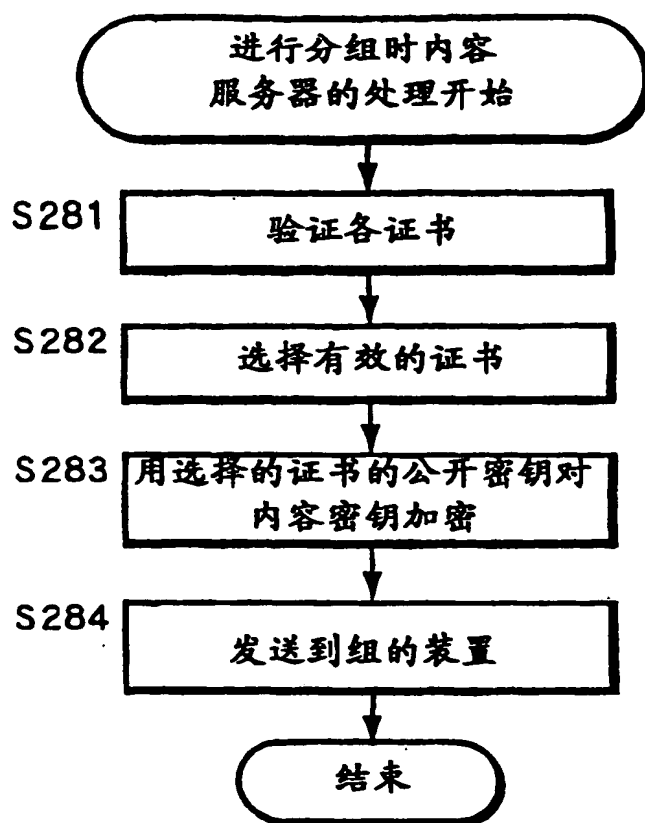 进行分组时内容
服务器的处理开始
S281
验证各证书
S282
选择有效的证书
S283
用选择的证书的公开密钥对
内容密钥加密
S284
发送到组的装置
结束